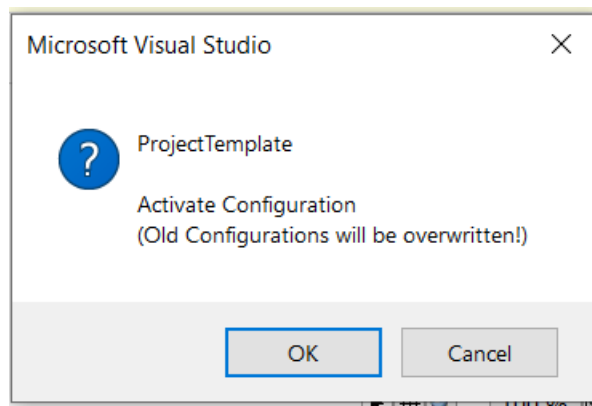 Microsoft Visual Studio
ProjectTemplate
Activate Configuration
(Old Configurations will be overwritten!)
OK
Cancel